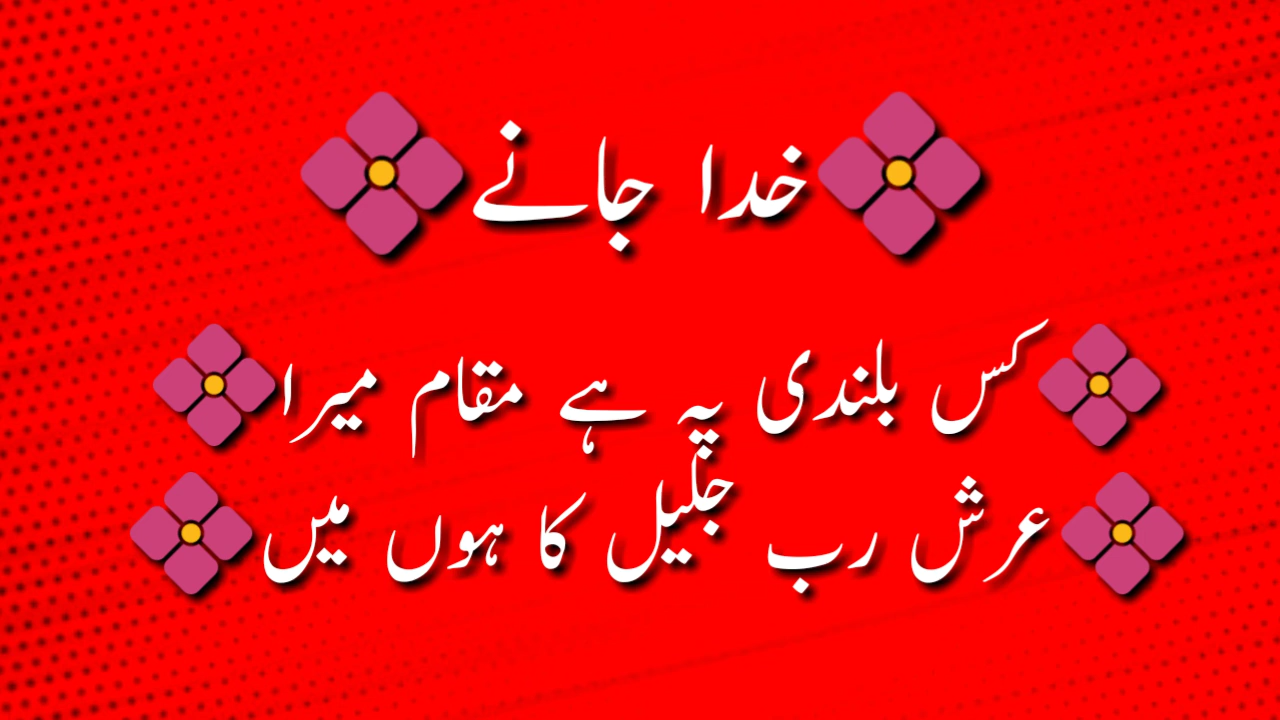 خدا جانے
کس بلندی پہ ہے مقام میرا
عرش رب جلیل کا ہوں میں